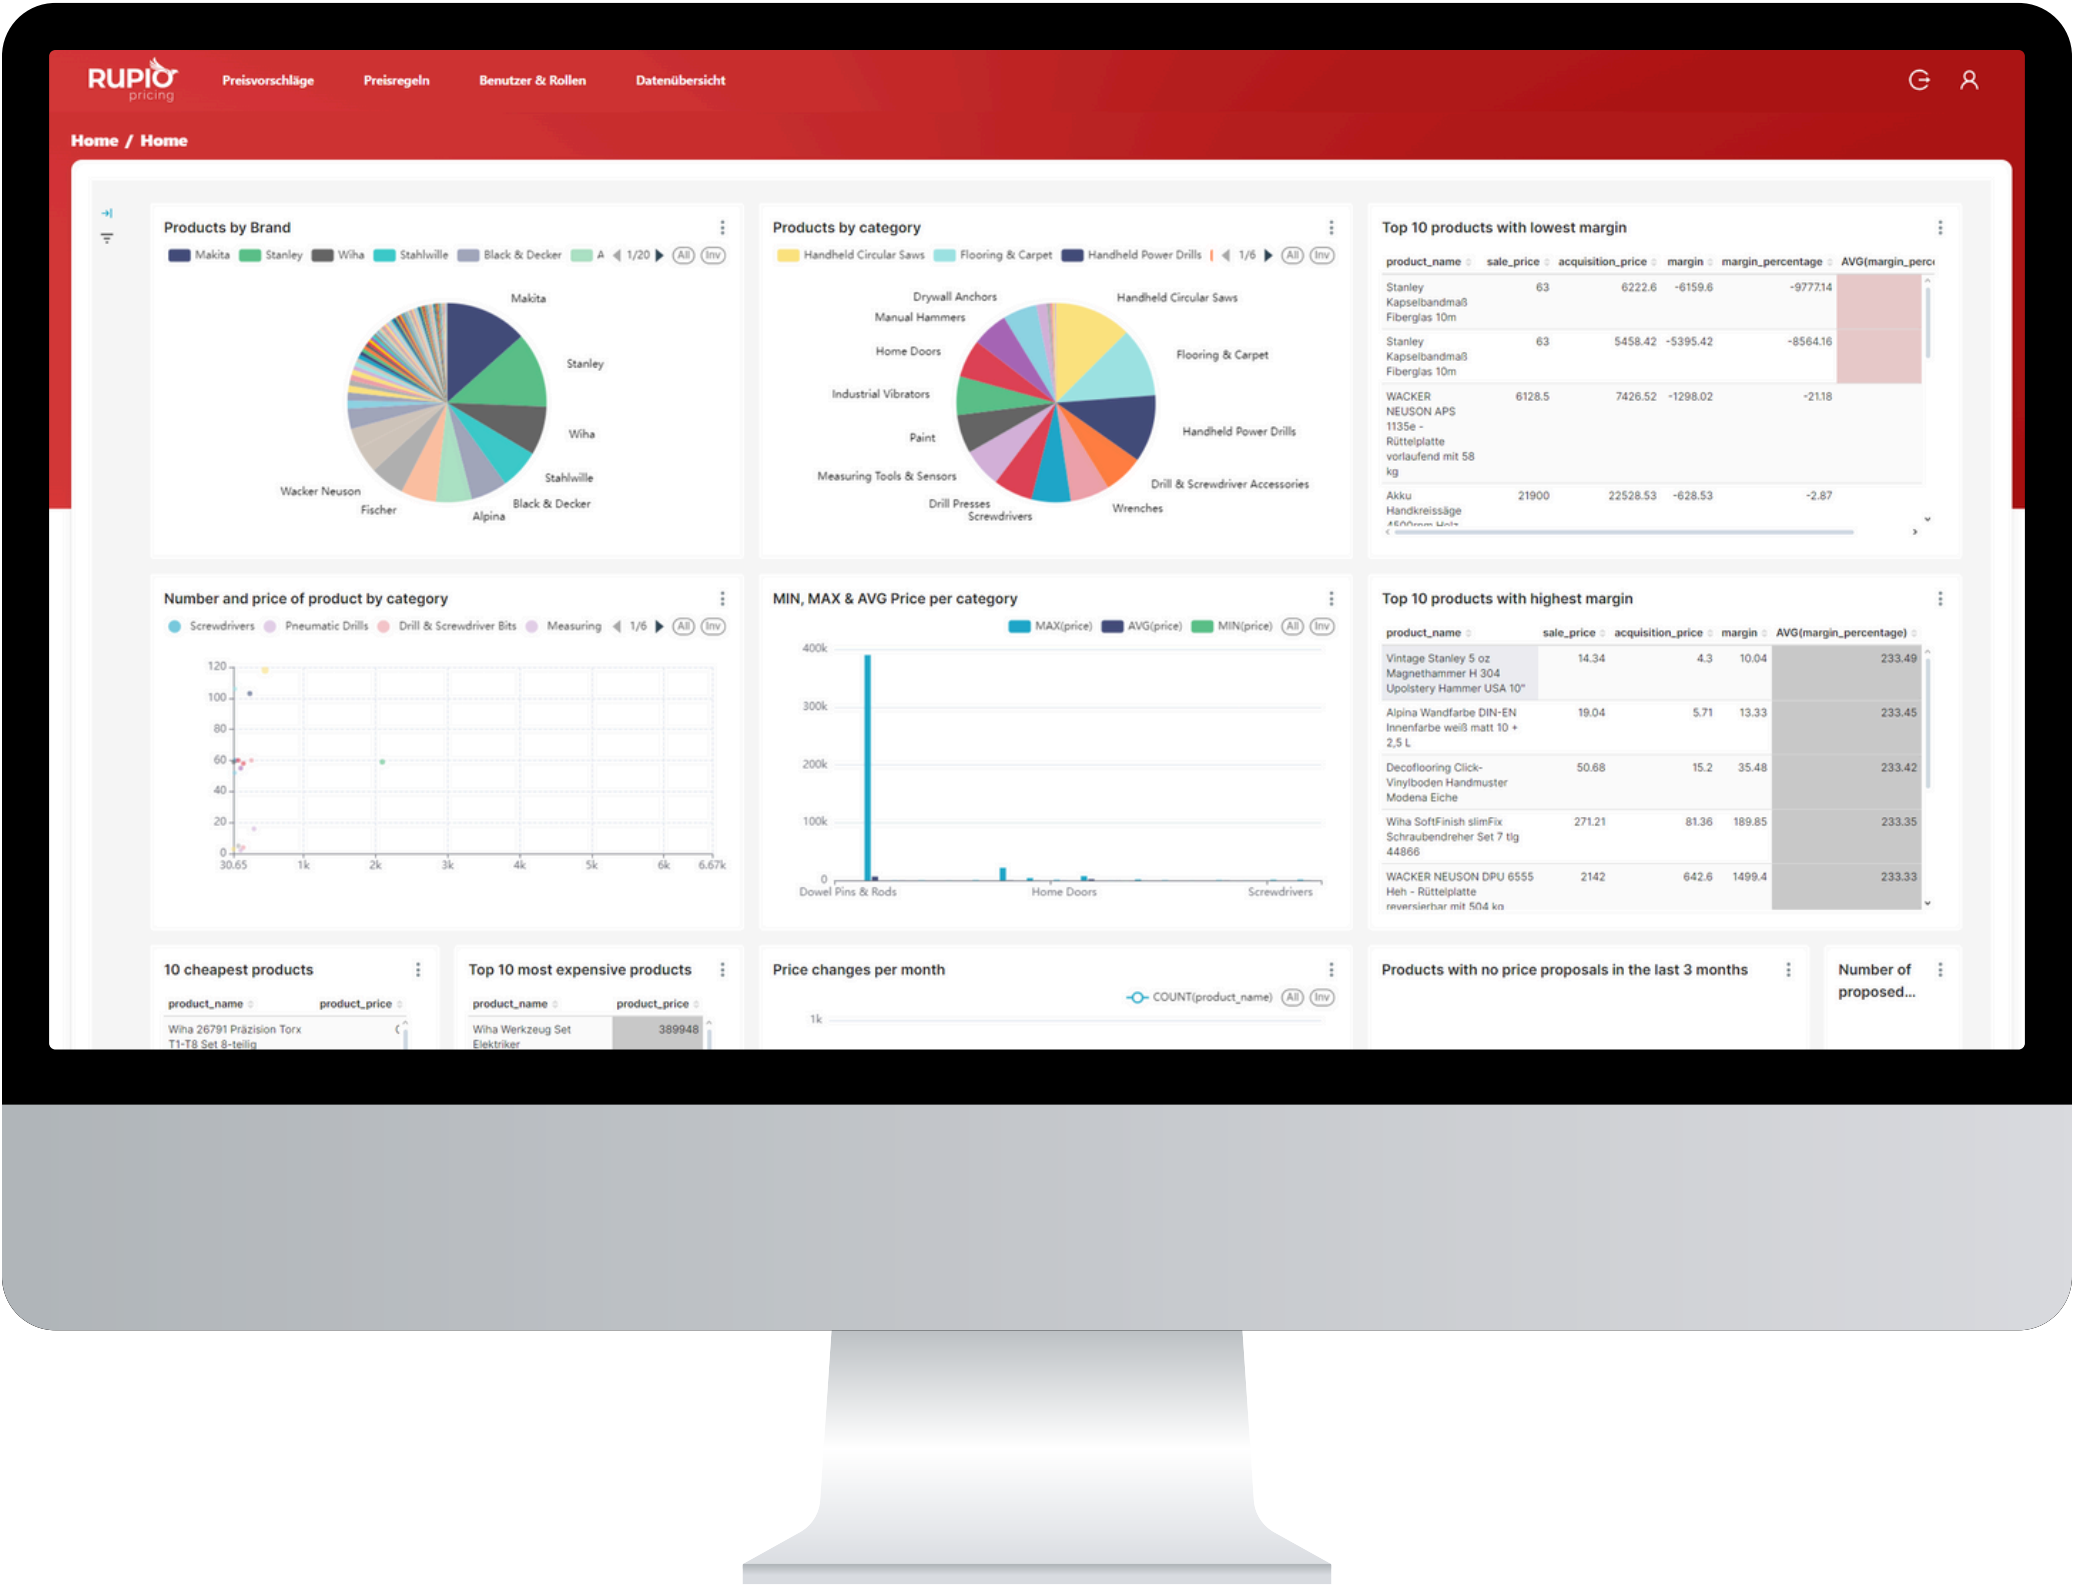 RUPIO
pricing
Preisvorschläge Preisregeln Benutzer & Rollen Datenübersicht
Home / Home
Products by Brand
Makita Stanley Wiha Stahlwille Black & Decker A 1/20 All Inv
Makita
Stanley
Wiha
Stahlwille
Black & Decker
Alpina
Fischer
Wacker Neuson
Products by category
Handheld Circular Saws Flooring & Carpet Handheld Power Drills 1/6 All Inv
Drywall Anchors
Handheld Circular Saws
Manual Hammers
Home Doors
Flooring & Carpet
Industrial Vibrators
Paint
Handheld Power Drills
Measuring Tools & Sensors
Drill & Screwdriver Accessories
Drill Presses
Wrenches
Screwdrivers
Top 10 products with lowest margin
product_name sale_price acquisition_price margin margin_percentage AVG(margin_perc
Stanley 63 6222.6 -6159.6 -9777.14
Kapselbandmaß
Fiberglas 10m
Stanley 63 5458.42 -5395.42 -8564.16
Kapselbandmaß
Fiberglas 10m
WACKER 6128.5 7426.52 -1298.02 -21.18
NEUSON APS
1135e -
Rüttelplatte
vorlaufend mit 58
kg
Akku 21900 22528.53 -628.53 -2.87
Handkreissäge
4500rpm Holz
Number and price of product by category
Screwdrivers Pneumatic Drills Drill & Screwdriver Bits Measuring 1/6 All Inv
120
100
80
60
40
20
0
30.65 1k 2k 3k 4k 5k 6k 6.67k
MIN, MAX & AVG Price per category
MAX(price) AVG(price) MIN(price) All Inv
400k
300k
200k
100k
0
Dowel Pins & Rods Home Doors Screwdrivers
Top 10 products with highest margin
product_name sale_price acquisition_price margin AVG(margin_percentage)
Vintage Stanley 5 oz 14.34 4.3 10.04 233.49
Magnethammer H 304
Upolstery Hammer USA 10"
Alpina Wandfarbe DIN-EN 19.04 5.71 13.33 233.45
Innenfarbe weiß matt 10 +
2,5 L
Decoflooring Click- 50.68 15.2 35.48 233.42
Vinylboden Handmuster
Modena Eiche
Wiha SoftFinish slimFix 271.21 81.36 189.85 233.35
Schraubendreher Set 7 tlg
44866
WACKER NEUSON DPU 6555 2142 642.6 1499.4 233.33
Heh - Rüttelplatte
reversierbar mit 504 kg
10 cheapest products
product_name product_price
Wiha 26791 Präzision Torx
T1-T8 Set 8-teilig
Top 10 most expensive products
product_name product_price
Wiha Werkzeug Set 389948
Elektriker
Price changes per month
COUNT(product_name) All Inv
1k
Products with no price proposals in the last 3 months
Number of
proposed...